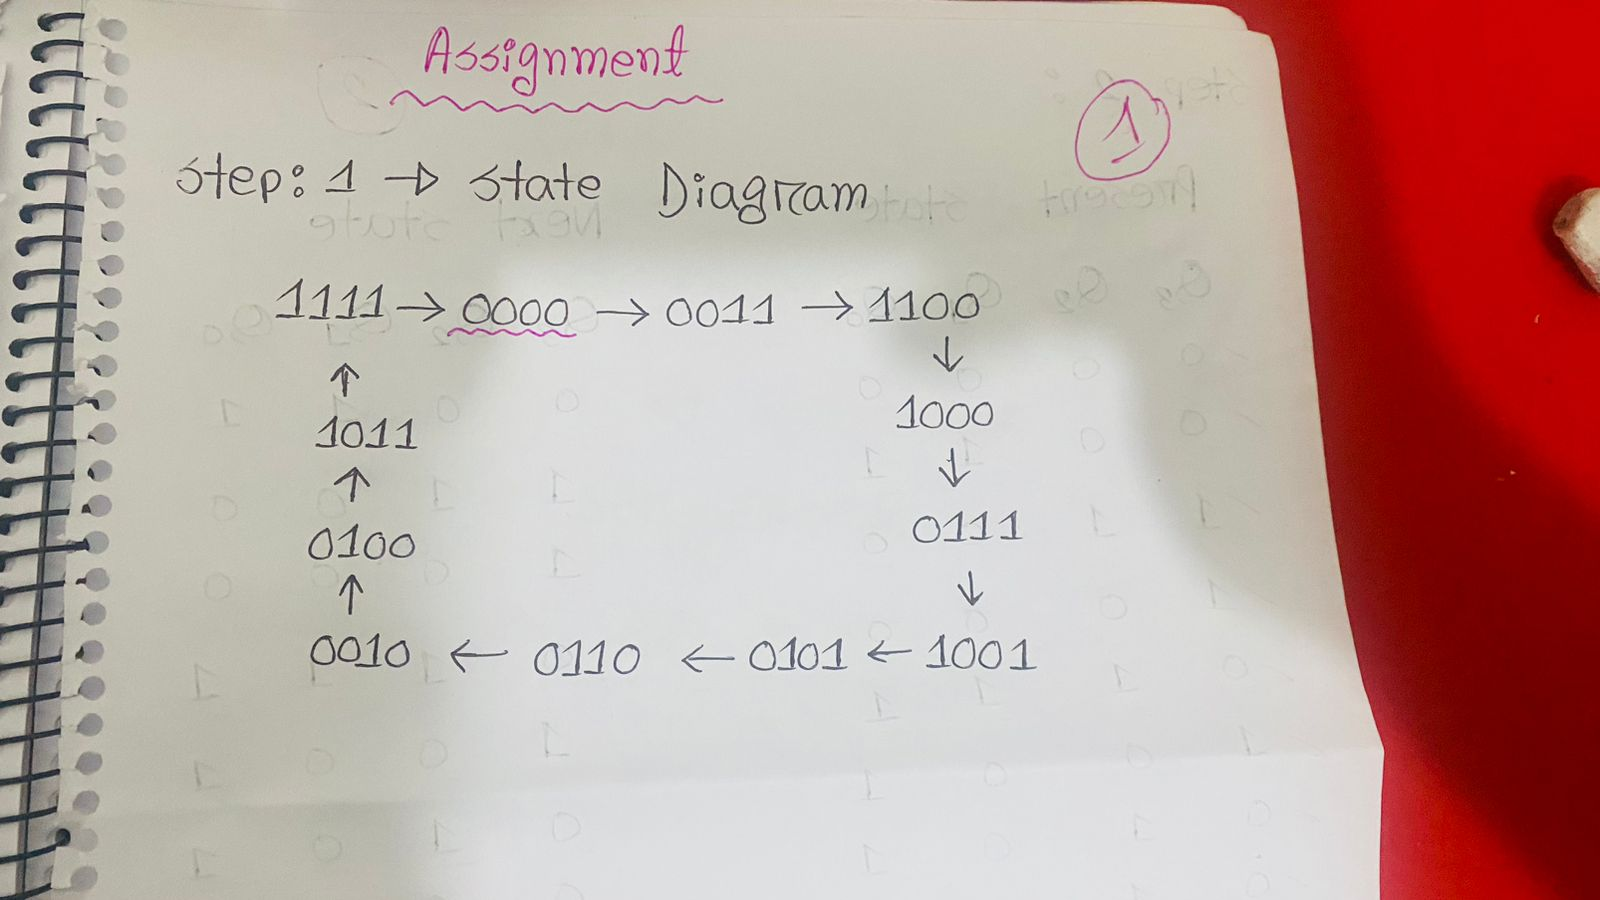 Assignment
1
Step: 1 → State Diagram
1111 → 0000 → 0011 → 1100
↑ ↓
1011 1000
↑ ↓
0100 0111
↑ ↓
0010 ← 0110 ← 0101 ← 1001